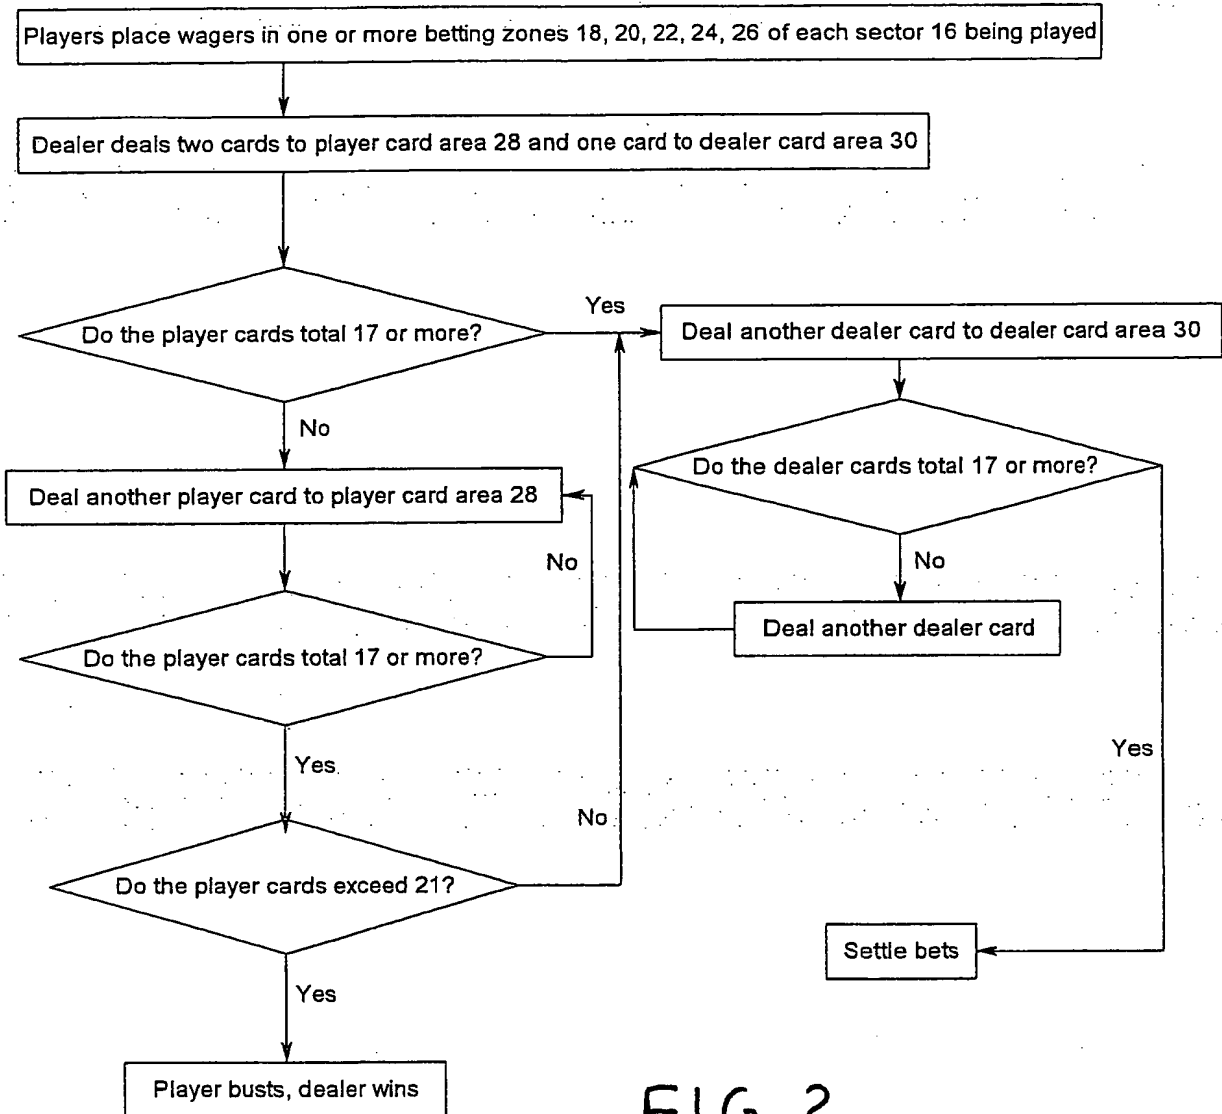 Players place wagers in one or more betting zones 18, 20, 22, 24, 26 of each sector 16 being played
Dealer deals two cards to player card area 28 and one card to dealer card area 30
Do the player cards total 17 or more?
Yes
Deal another dealer card to dealer card area 30
No
Do the dealer cards total 17 or more?
Deal another player card to player card area 28
No
No
Deal another dealer card
Do the player cards total 17 or more?
Yes
Yes
No
Do the player cards exceed 21?
Settle bets
Yes
Player busts, dealer wins
FIG. 2